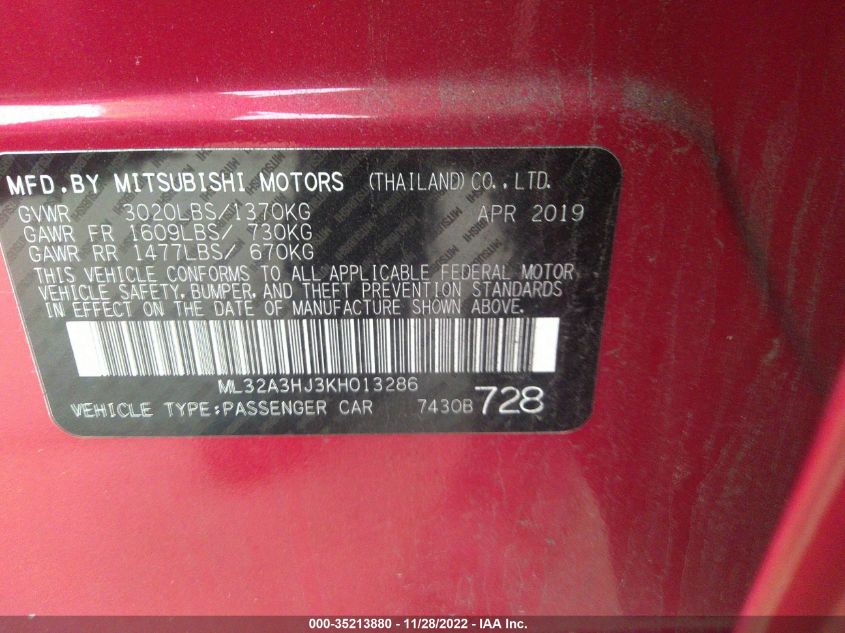 MFD.BY MITSUBISHI MOTORS (THAILAND) CO., LTD.
GVWR 3020LBS/1370KG APR 2019
GAWR FR 1609LBS/ 730KG
GAWR RR 1477LBS/ 670KG
THIS VEHICLE CONFORMS TO ALL APPLICABLE FEDERAL MOTOR
VEHICLE SAFETY, BUMPER, AND THEFT PREVENTION STANDARDS
IN EFFECT ON THE DATE OF MANUFACTURE SHOWN ABOVE.
ML32A3HJ3KH013286
VEHICLE TYPE:PASSENGER CAR 7430B 728
000-35213880 - 11/28/2022 - IAA Inc.